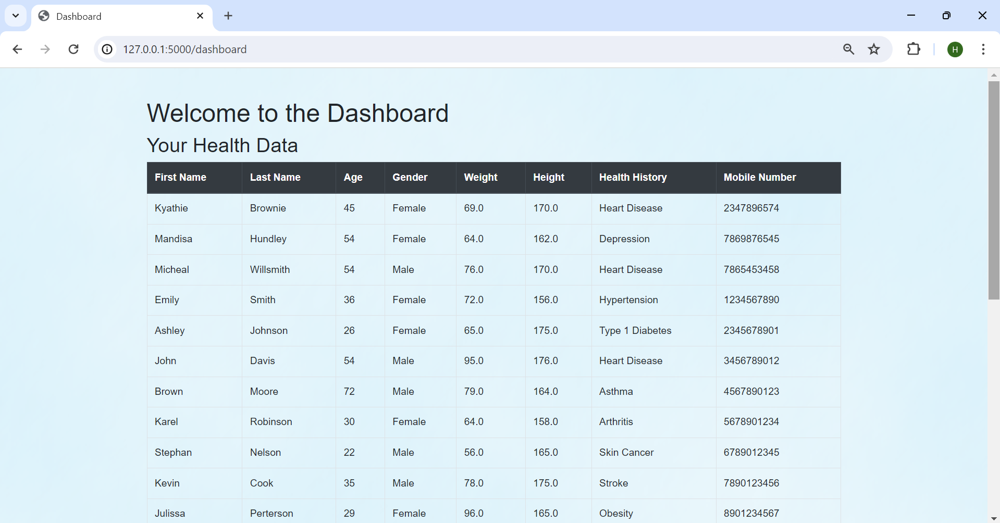 Dashboard
127.0.0.1:5000/dashboard
H
Welcome to the Dashboard
Your Health Data
First Name Last Name Age Gender Weight Height Health History Mobile Number
Kyathie Brownie 45 Female 69.0 170.0 Heart Disease 2347896574
Mandisa Hundley 54 Female 64.0 162.0 Depression 7869876545
Micheal Willsmith 54 Male 76.0 170.0 Heart Disease 7865453458
Emily Smith 36 Female 72.0 156.0 Hypertension 1234567890
Ashley Johnson 26 Female 65.0 175.0 Type 1 Diabetes 2345678901
John Davis 54 Male 95.0 176.0 Heart Disease 3456789012
Brown Moore 72 Male 79.0 164.0 Asthma 4567890123
Karel Robinson 30 Female 64.0 158.0 Arthritis 5678901234
Stephan Nelson 22 Male 56.0 165.0 Skin Cancer 6789012345
Kevin Cook 35 Male 78.0 175.0 Stroke 7890123456
Julissa Perterson 29 Female 96.0 165.0 Obesity 8901234567